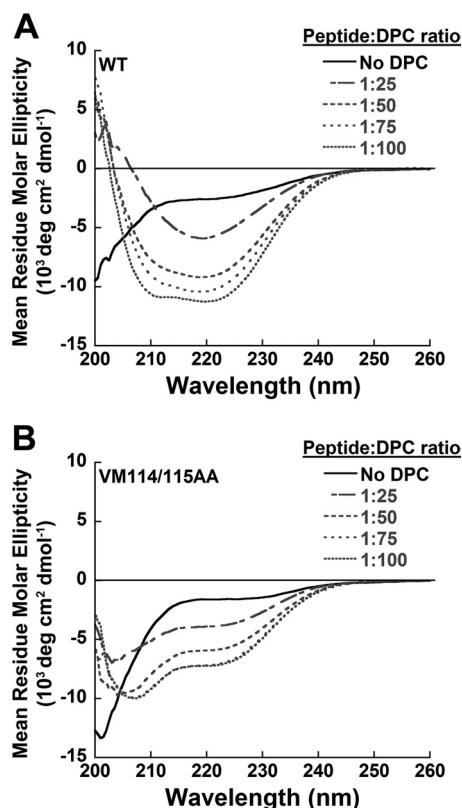 A
Peptide:DPC ratio
WT
No DPC
1:25
1:50
1:75
1:100
10
5
0
-5
-10
-15
Mean Residue Molar Ellipticity
(10³ deg cm² dmol⁻¹)
200 210 220 230 240 250 260
Wavelength (nm)
B
Peptide:DPC ratio
VM114/115AA
No DPC
1:25
1:50
1:75
1:100
10
5
0
-5
-10
-15
Mean Residue Molar Ellipticity
(10³ deg cm² dmol⁻¹)
200 210 220 230 240 250 260
Wavelength (nm)